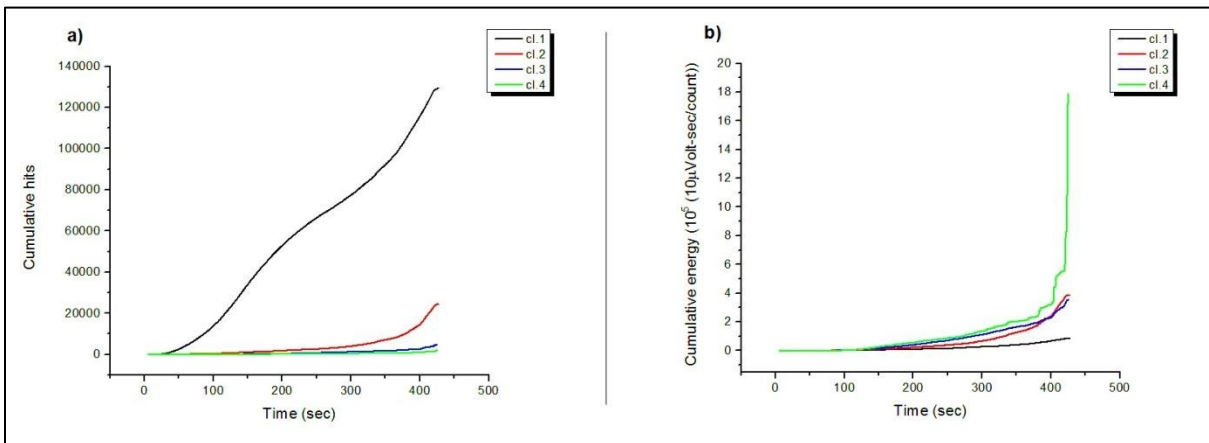 a)
cl.1
cl.2
cl.3
cl.4
140000
120000
100000
80000
60000
40000
20000
0
Cumulative hits
0 100 200 300 400 500
Time (sec)
b)
cl.1
cl.2
cl.3
cl.4
20
18
16
14
12
10
8
6
4
2
0
Cumulative energy (10⁵ (10µVolt-sec/count))
0 100 200 300 400 500
Time (sec)